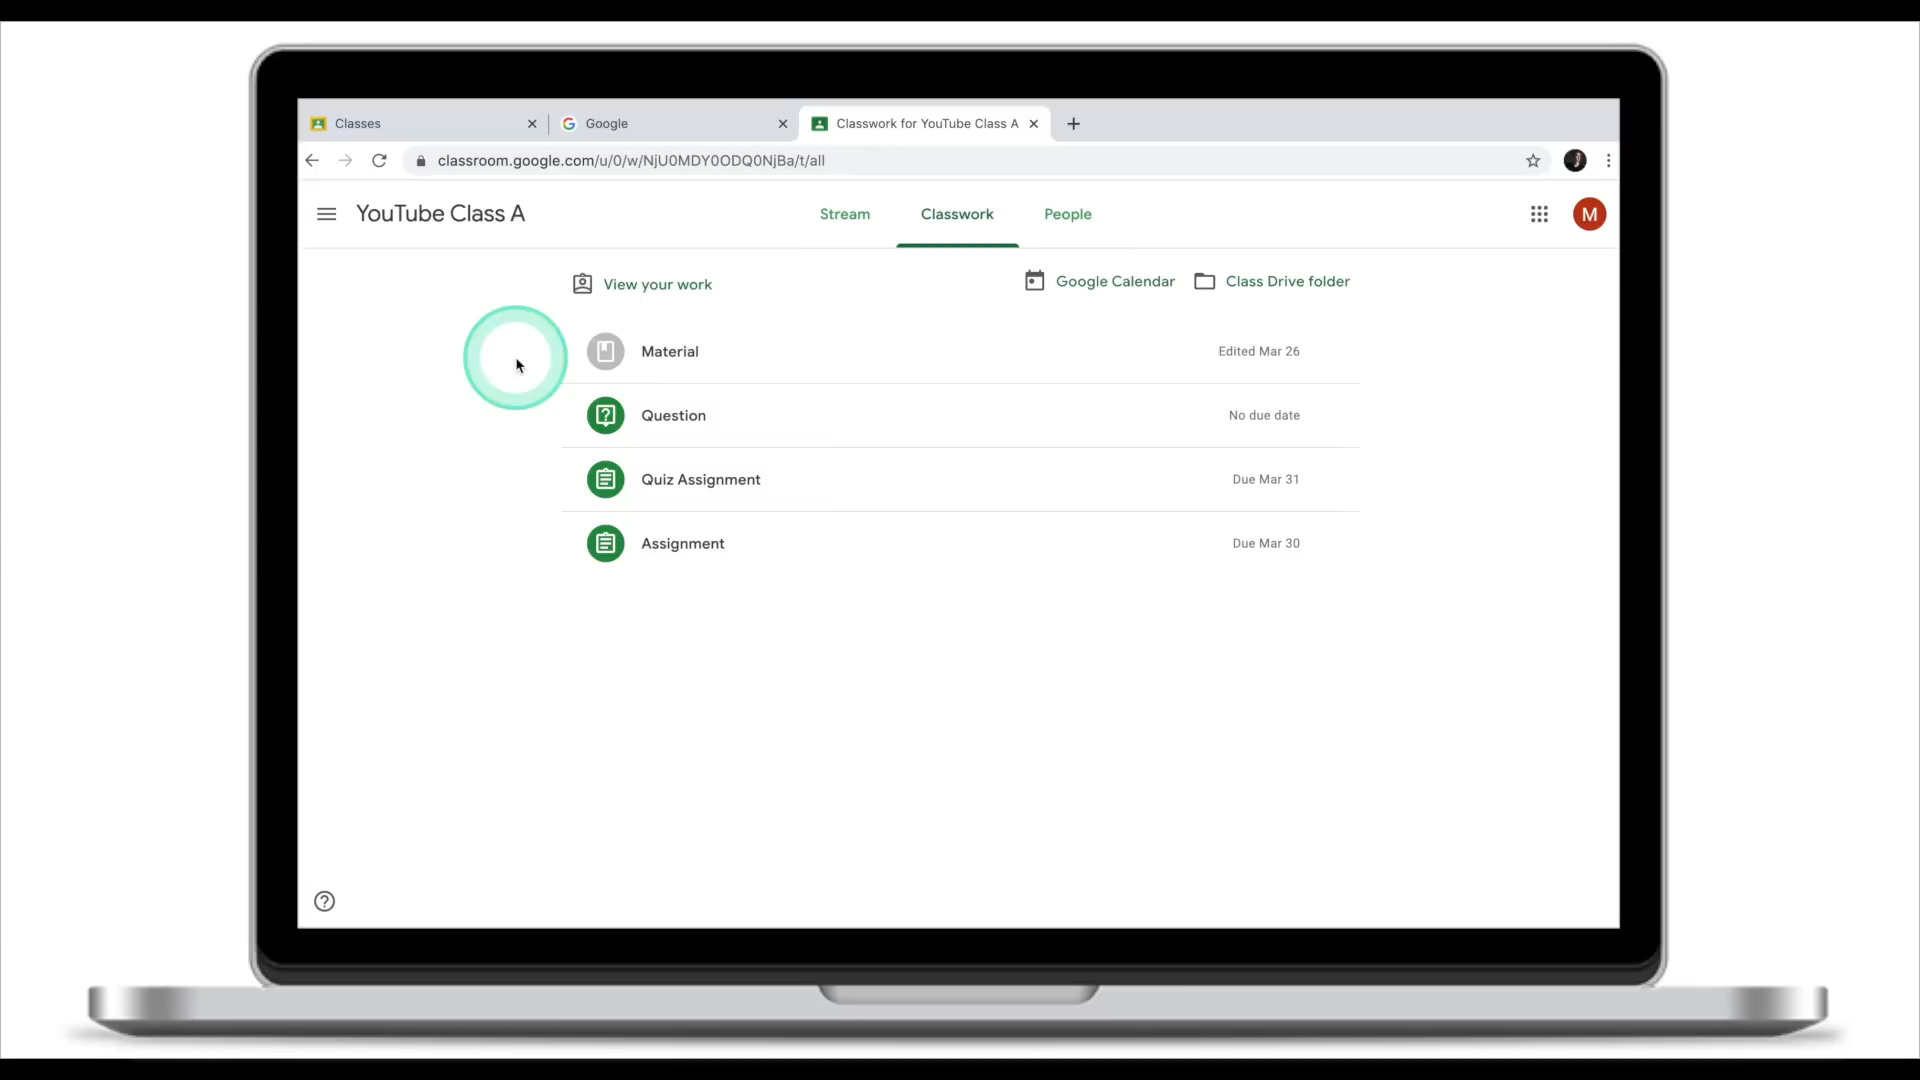 Classes
Google
Classwork for YouTube Class A
classroom.google.com/u/0/w/NjU0MDY0ODQ0NjBa/t/all
YouTube Class A
Stream
Classwork
People
M
View your work
Google Calendar
Class Drive folder
Material
Edited Mar 26
Question
No due date
Quiz Assignment
Due Mar 31
Assignment
Due Mar 30